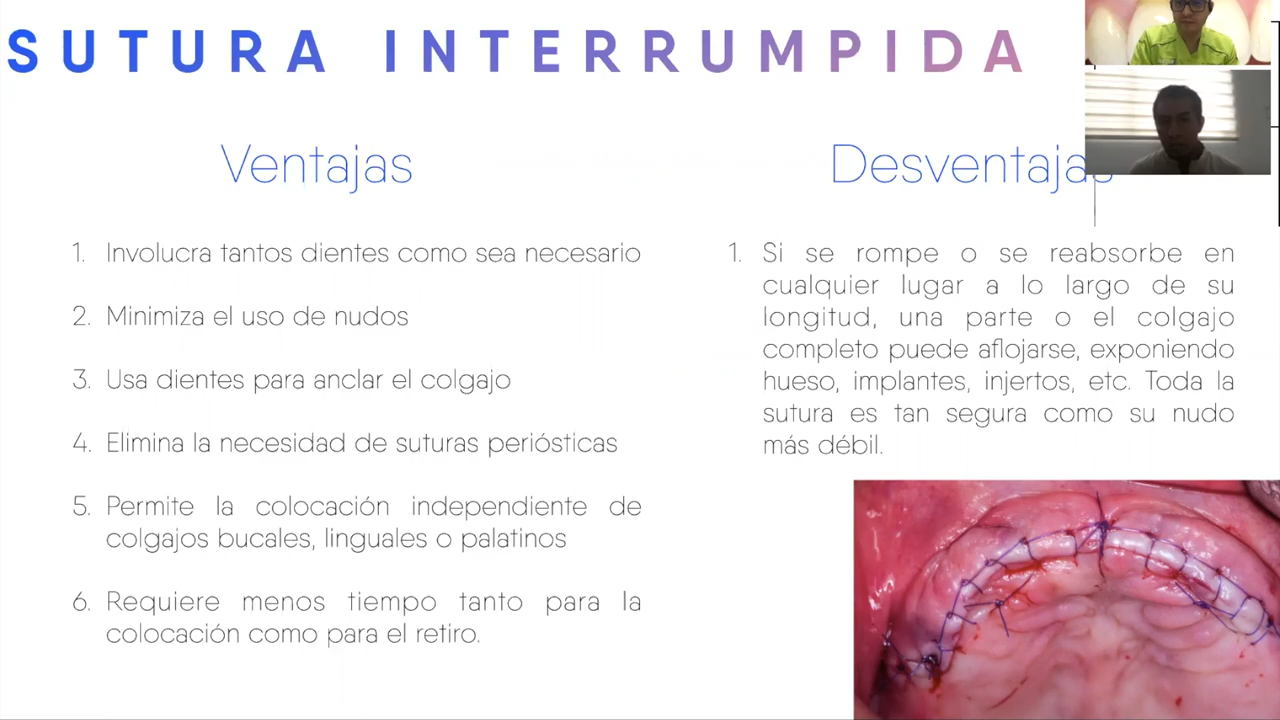 SUTURA INTERRUMPIDA
Ventajas
1. Involucra tantos dientes como sea necesario
2. Minimiza el uso de nudos
3. Usa dientes para anclar el colgajo
4. Elimina la necesidad de suturas periósticas
5. Permite la colocación independiente de
colgajos bucales, linguales o palatinos
6. Requiere menos tiempo tanto para la
colocación como para el retiro.
Desventajas
1. Si se rompe o se reabsorbe en
cualquier lugar a lo largo de su
longitud, una parte o el colgajo
completo puede aflojarse, exponiendo
hueso, implantes, injertos, etc. Toda la
sutura es tan segura como su nudo
más débil.